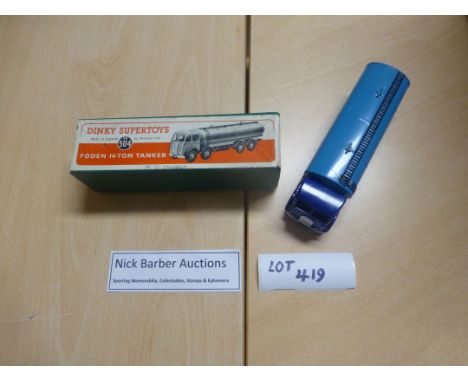 DINKY SUPERTOYS
504
FODEN 14-TON TANKER
Nick Barber Auctions
Sporting Memorabilia, Collectables, Stamps & Ephemera
LOT 419